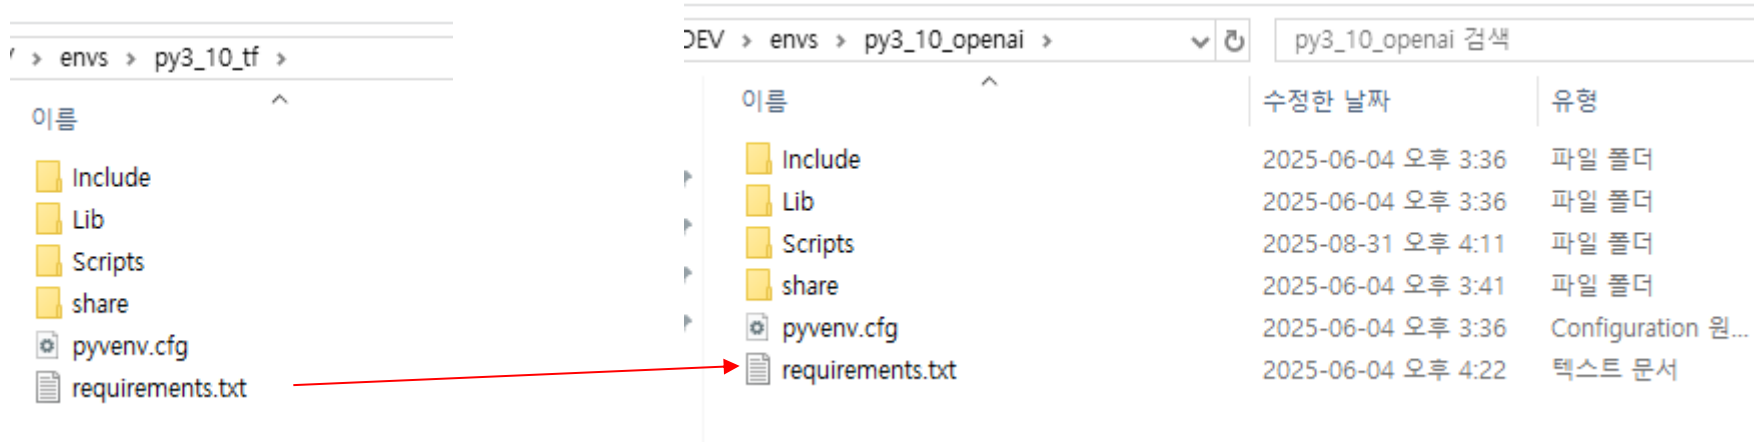 envs > py3_10_tf >
이름
Include
Lib
Scripts
share
pyvenv.cfg
requirements.txt
DEV > envs > py3_10_openai >
py3_10_openai 검색
이름 수정한 날짜 유형
Include 2025-06-04 오후 3:36 파일 폴더
Lib 2025-06-04 오후 3:36 파일 폴더
Scripts 2025-08-31 오후 4:11 파일 폴더
share 2025-06-04 오후 3:41 파일 폴더
pyvenv.cfg 2025-06-04 오후 3:36 Configuration 원...
requirements.txt 2025-06-04 오후 4:22 텍스트 문서